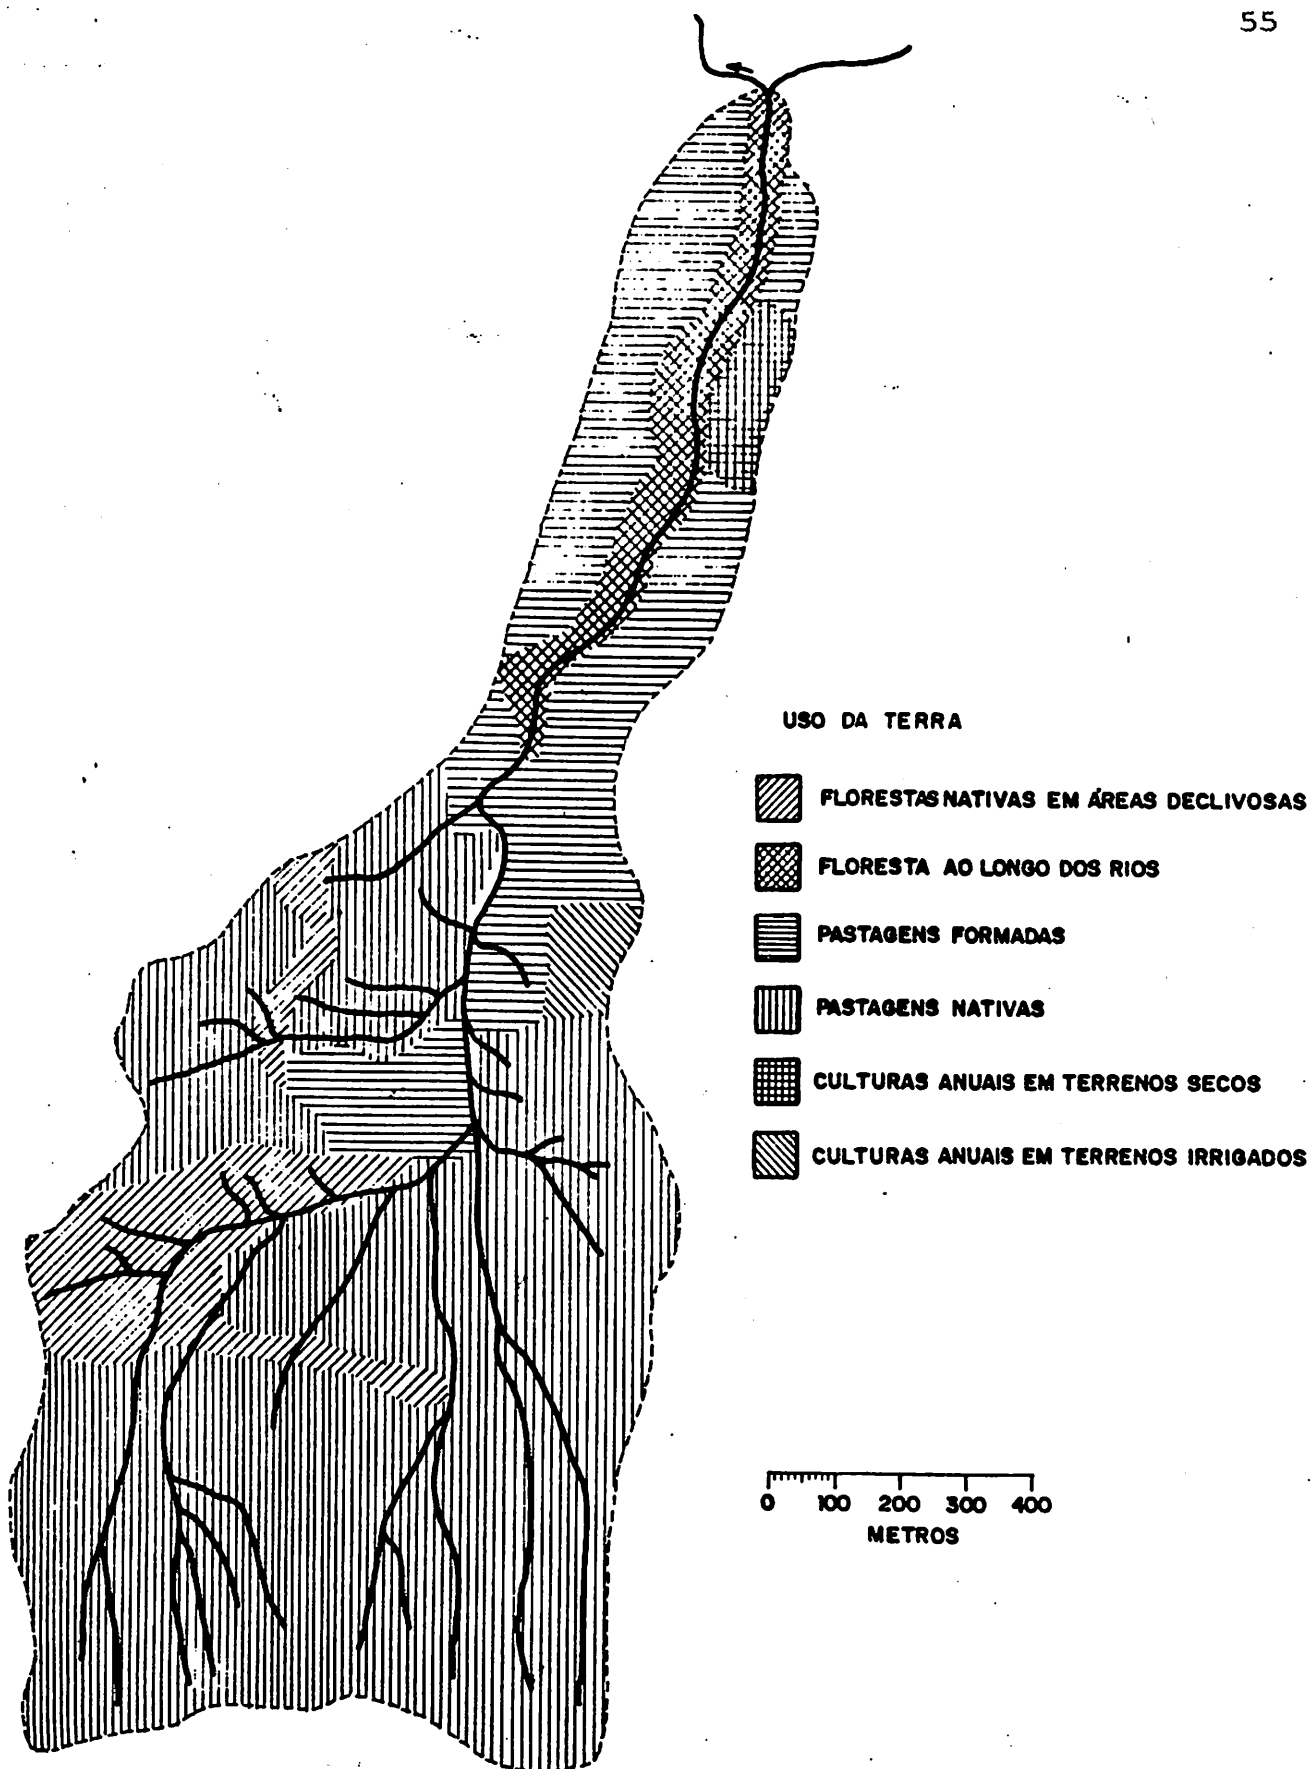 55
USO DA TERRA
FLORESTAS NATIVAS EM ÁREAS DECLIVOSAS
FLORESTA AO LONGO DOS RIOS
PASTAGENS FORMADAS
PASTAGENS NATIVAS
CULTURAS ANUAIS EM TERRENOS SECOS
CULTURAS ANUAIS EM TERRENOS IRRIGADOS
0 100 200 300 400
METROS